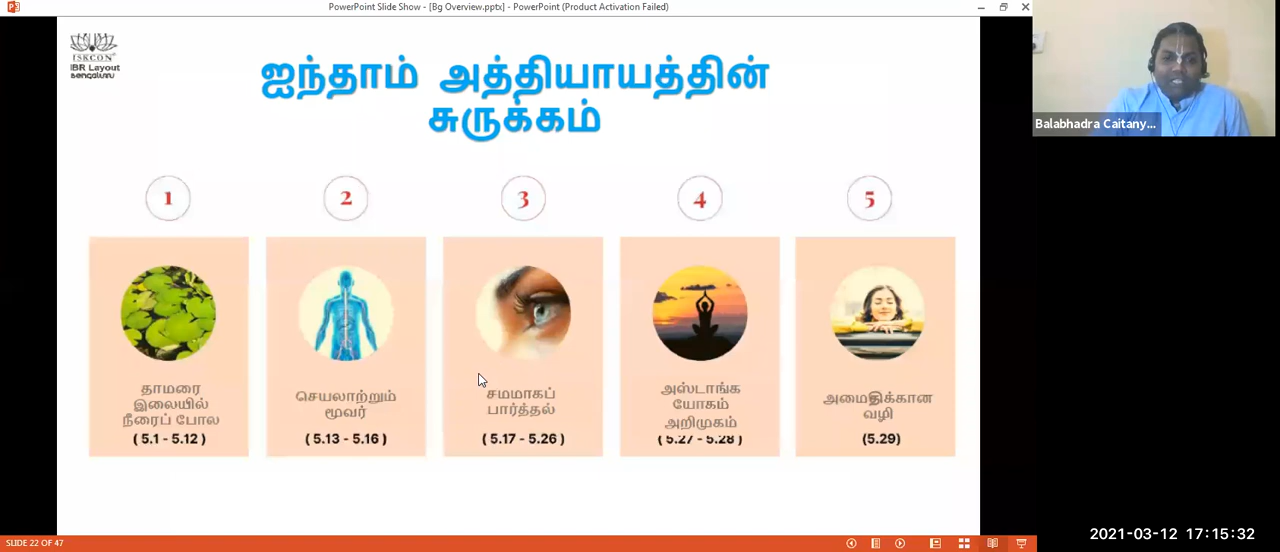 PowerPoint Slide Show - [Bg Overview.pptx] - PowerPoint (Product Activation Failed)
ISKCON
IBR Layout
Bengaluru
ஐந்தாம் அத்தியாயத்தின்
சுருக்கம்
1
2
3
4
5
தாமரை
இலையில்
நீரைப் போல
( 5.1 - 5.12 )
செயலாற்றும்
மூவர்
( 5.13 - 5.16 )
சமமாகப்
பார்த்தல்
( 5.17 - 5.26 )
அஸ்டாங்க
யோகம்
அறிமுகம்
( 5.27 - 5.28 )
அமைதிக்கான
வழி
(5.29)
Balabhadra Caitany...
SLIDE 22 OF 47
2021-03-12 17:15:32